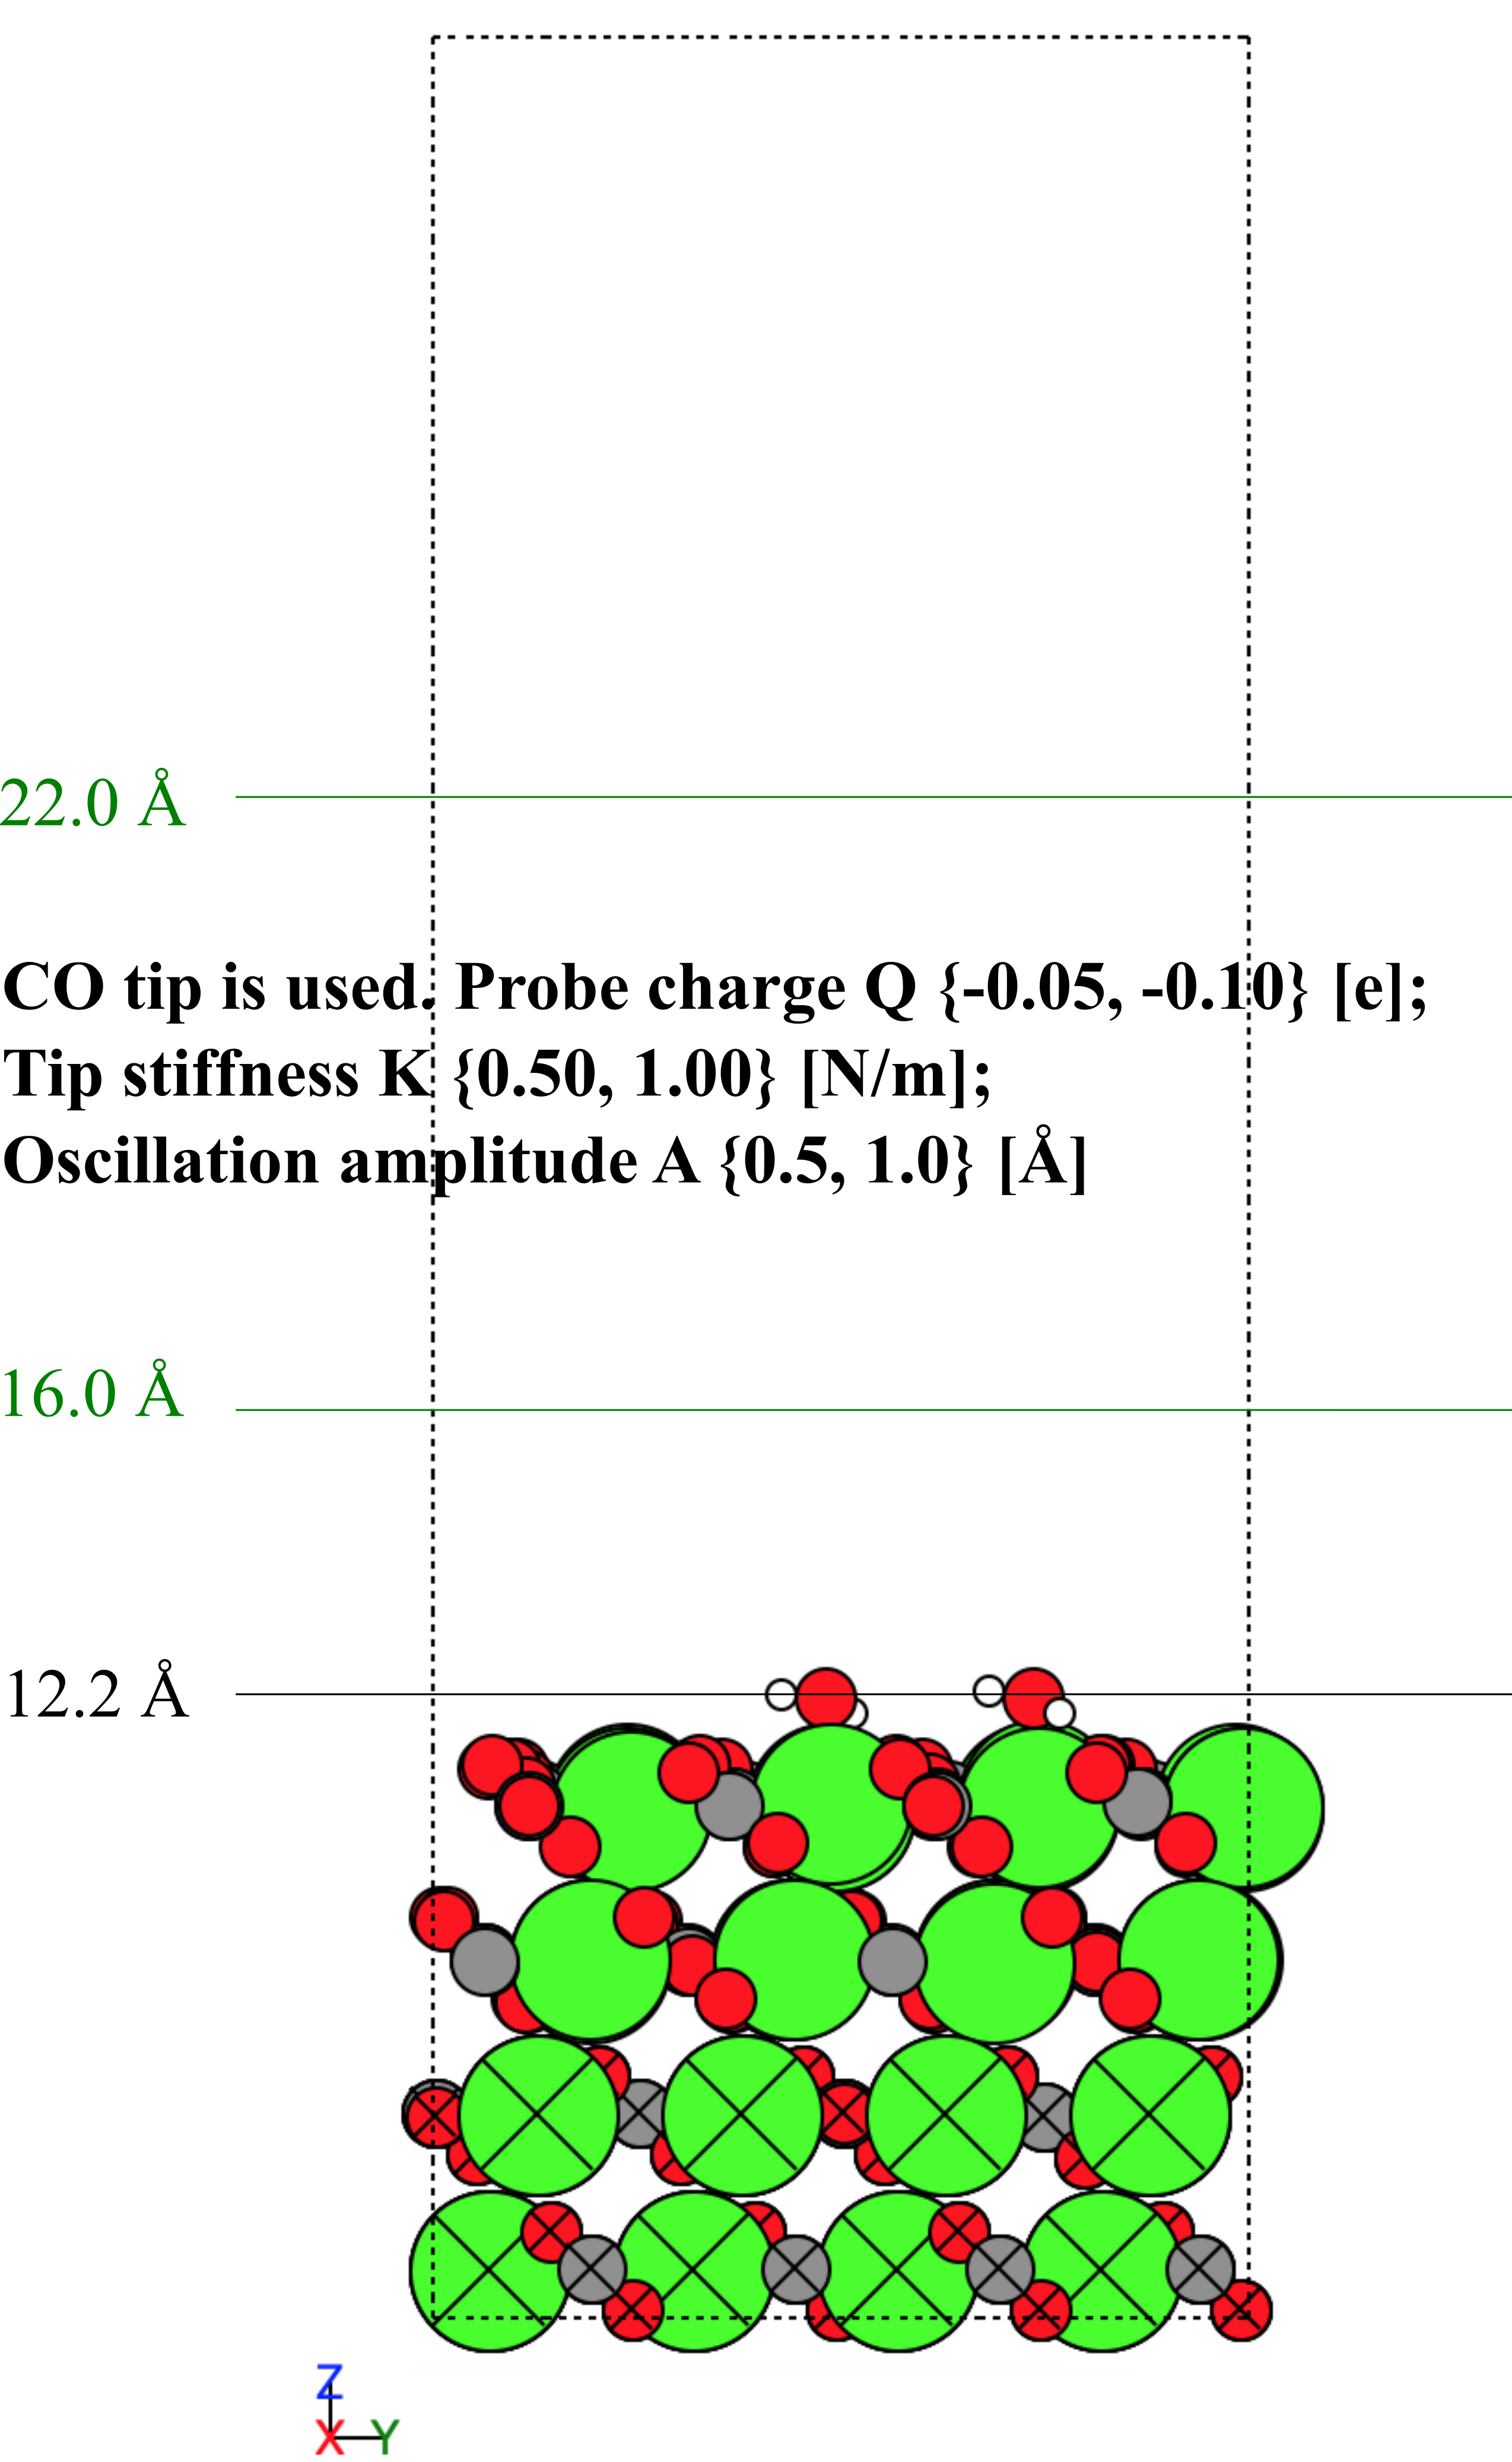 22.0 Å
CO tip is used. Probe charge Q {-0.05, -0.10} [e];
Tip stiffness K {0.50, 1.00} [N/m];
Oscillation amplitude A {0.5, 1.0} [Å]
16.0 Å
12.2 Å
Z
X Y